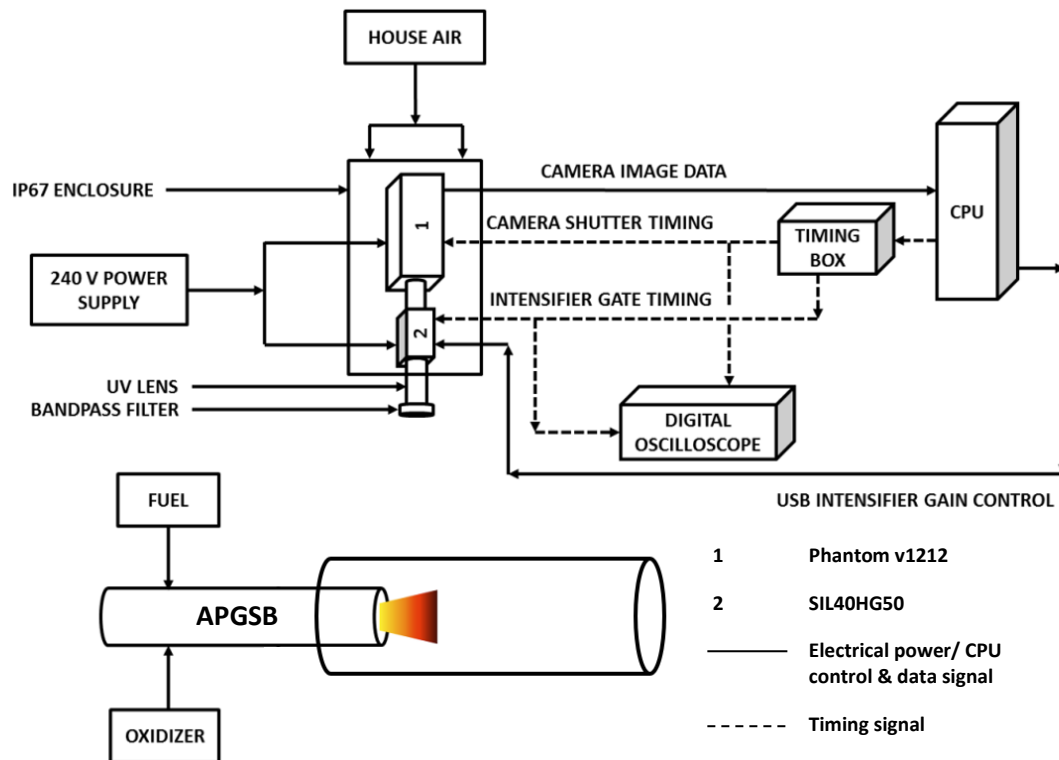 HOUSE AIR
IP67 ENCLOSURE
CAMERA IMAGE DATA
CPU
1
CAMERA SHUTTER TIMING
TIMING
BOX
240 V POWER
SUPPLY
INTENSIFIER GATE TIMING
2
UV LENS
BANDPASS FILTER
DIGITAL
OSCILLOSCOPE
USB INTENSIFIER GAIN CONTROL
FUEL
APGSB
OXIDIZER
1 Phantom v1212
2 SIL40HG50
Electrical power/ CPU
control & data signal
Timing signal